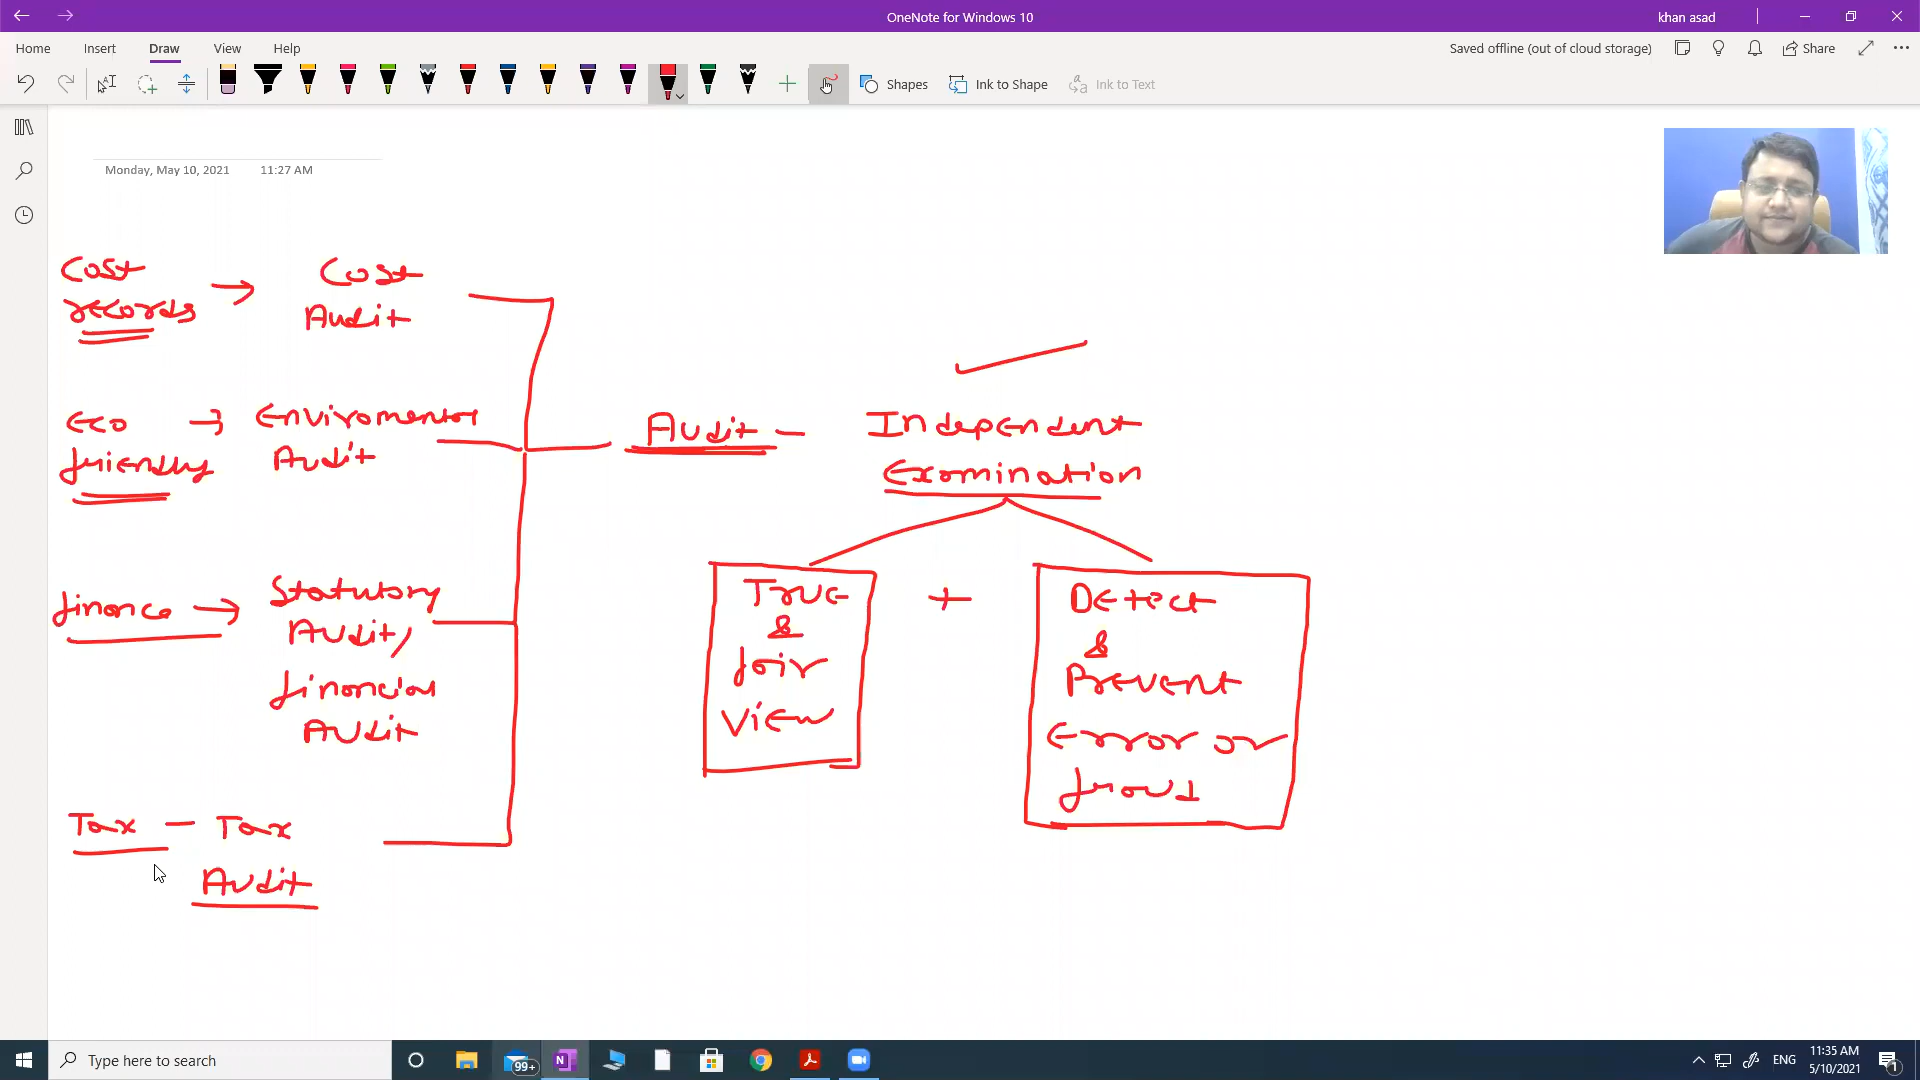 OneNote for Windows 10
khan asad
Home Insert Draw View Help
Saved offline (out of cloud storage)
Share
Shapes
Ink to Shape
Ink to Text
Monday, May 10, 2021 11:27 AM
Cost
records
→ Cost
Audit
Eco
friendly
→ Enviromental
Audit
finance → Statutory
Audit/
financial
Audit
Tax – Tax
Audit
Audit – Independent
Examination
True
&
fair
view
+
Detect
&
Prevent
Error or
fraud
Type here to search
99+
ENG
11:35 AM
5/10/2021
1